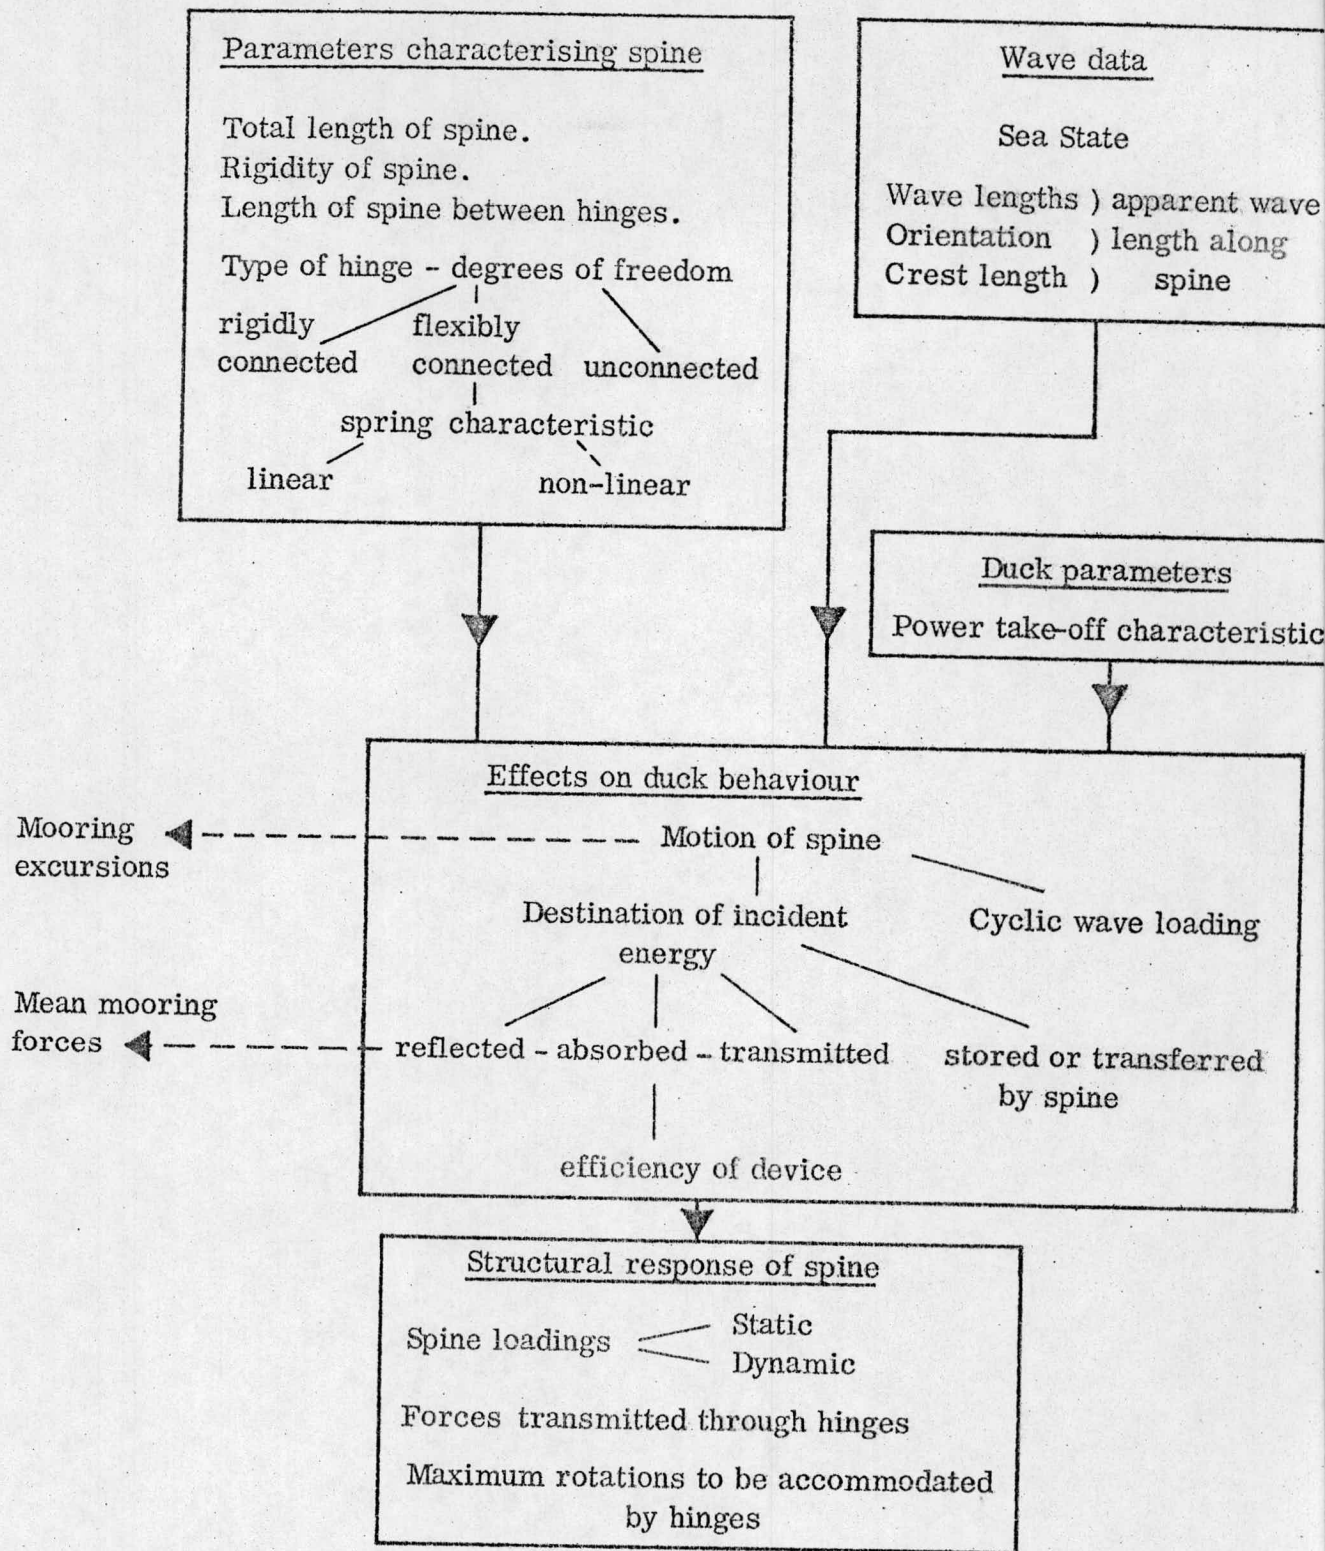 Parameters characterising spine
Total length of spine.
Rigidity of spine.
Length of spine between hinges.
Type of hinge - degrees of freedom
rigidly connected
flexibly connected
unconnected
spring characteristic
linear
non-linear
Wave data
Sea State
Wave lengths ) apparent wave
Orientation ) length along
Crest length ) spine
Duck parameters
Power take-off characteristic
Effects on duck behaviour
Motion of spine
Mooring
excursions
Destination of incident
energy
Cyclic wave loading
Mean mooring
forces
reflected - absorbed - transmitted
stored or transferred
by spine
efficiency of device
Structural response of spine
Spine loadings
Static
Dynamic
Forces transmitted through hinges
Maximum rotations to be accommodated
by hinges